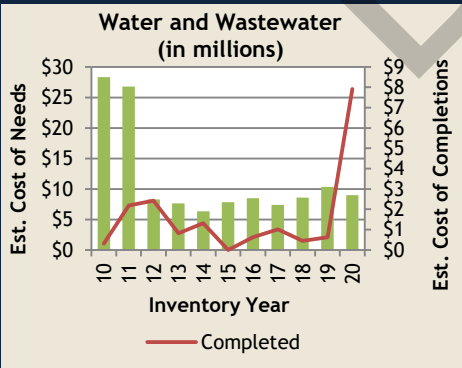 Water and Wastewater
(in millions)
Est. Cost of Needs
$30
$25
$20
$15
$10
$5
$0
$9
$8
$7
$6
$5
$4
$3
$2
$1
$0
Est. Cost of Completions
10 11 12 13 14 15 16 17 18 19 20
Inventory Year
Completed